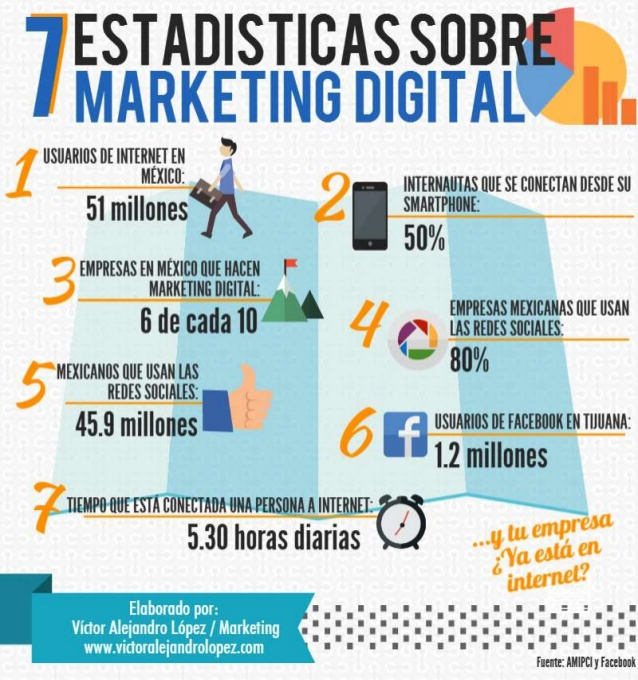 7 ESTADISTICAS SOBRE
MARKETING DIGITAL
1 USUARIOS DE INTERNET EN
MÉXICO:
51 millones
2 INTERNAUTAS QUE SE CONECTAN DESDE SU
SMARTPHONE:
50%
3 EMPRESAS EN MÉXICO QUE HACEN
MARKETING DIGITAL:
6 de cada 10
4 EMPRESAS MEXICANAS QUE USAN
LAS REDES SOCIALES:
80%
5 MEXICANOS QUE USAN LAS
REDES SOCIALES:
45.9 millones
6 USUARIOS DE FACEBOOK EN TIJUANA:
f
1.2 millones
7 TIEMPO QUE ESTÁ CONECTADA UNA PERSONA A INTERNET:
5.30 horas diarias
...y tu empresa
¿Ya está en
internet?
Elaborado por:
Víctor Alejandro López / Marketing
www.victoralejandrolopez.com
Fuente: AMIPCI y Facebook